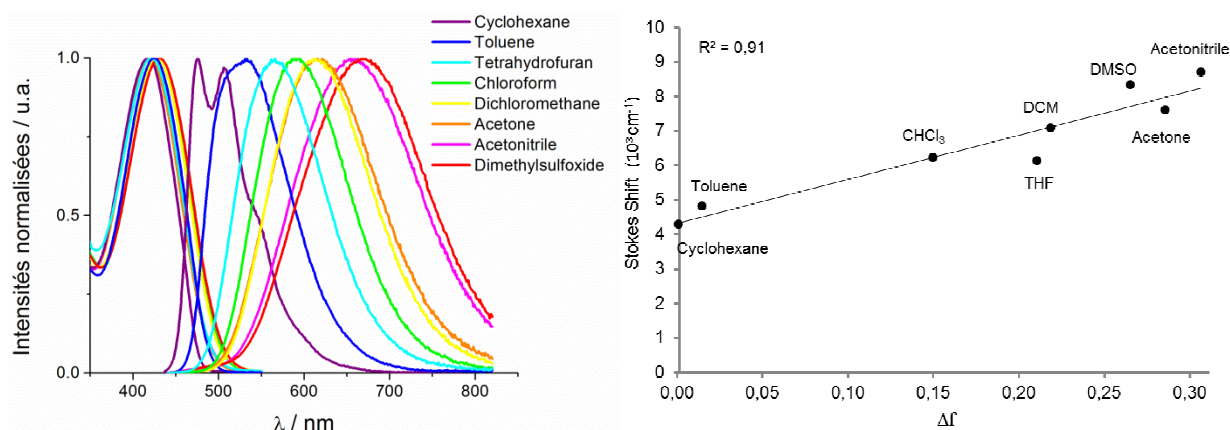 Cyclohexane
Toluene
Tetrahydrofuran
Chloroform
Dichloromethane
Acetone
Acetonitrile
Dimethylsulfoxide
Intensités normalisées / u.a.
1.0
0.5
0.0
400
500
600
700
800
λ / nm
Stokes Shift (10³cm⁻¹)
10
9
8
7
6
5
4
3
2
1
0
R² = 0,91
Acetonitrile
DMSO
Acetone
DCM
CHCl₃
THF
Toluene
Cyclohexane
0,00
0,05
0,10
0,15
0,20
0,25
0,30
Δf